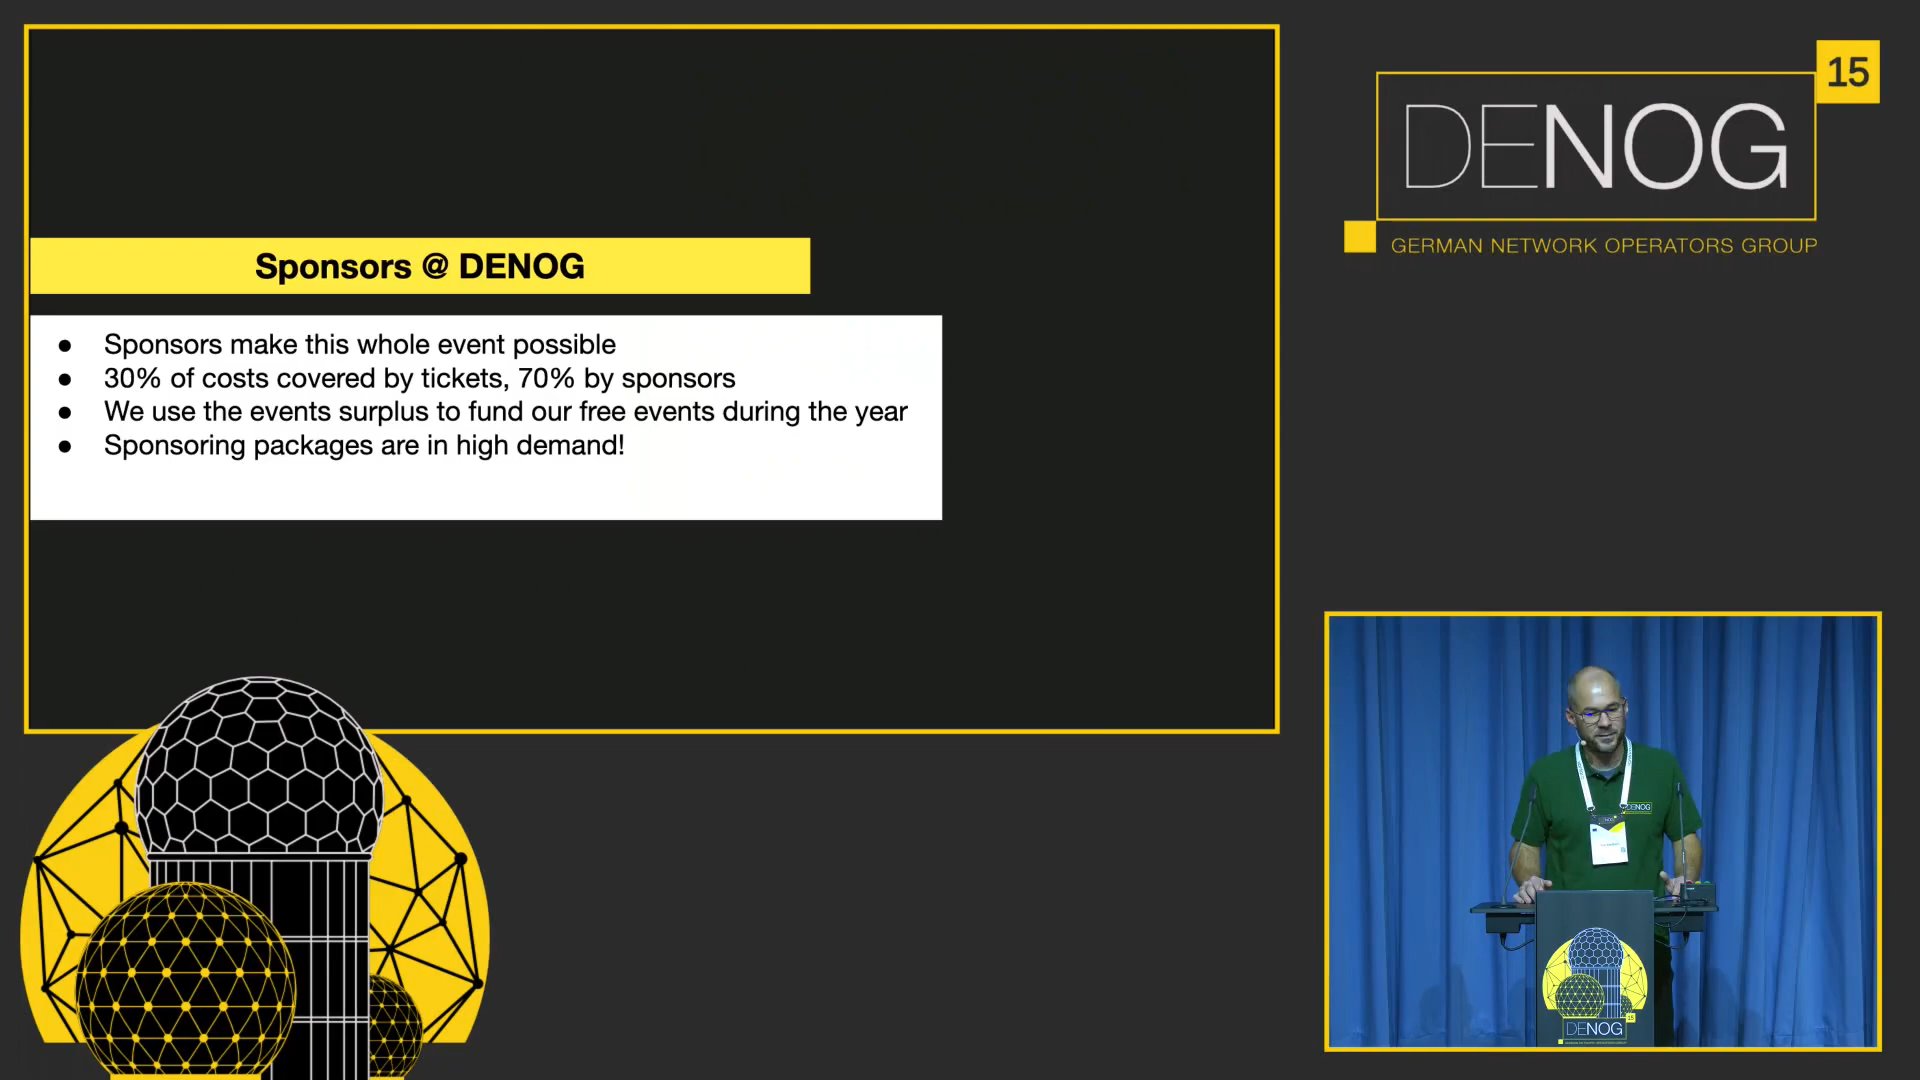 Sponsors @ DENOG
● Sponsors make this whole event possible
● 30% of costs covered by tickets, 70% by sponsors
● We use the events surplus to fund our free events during the year
● Sponsoring packages are in high demand!
15
DENOG
GERMAN NETWORK OPERATORS GROUP
DENOG
DENOG
15